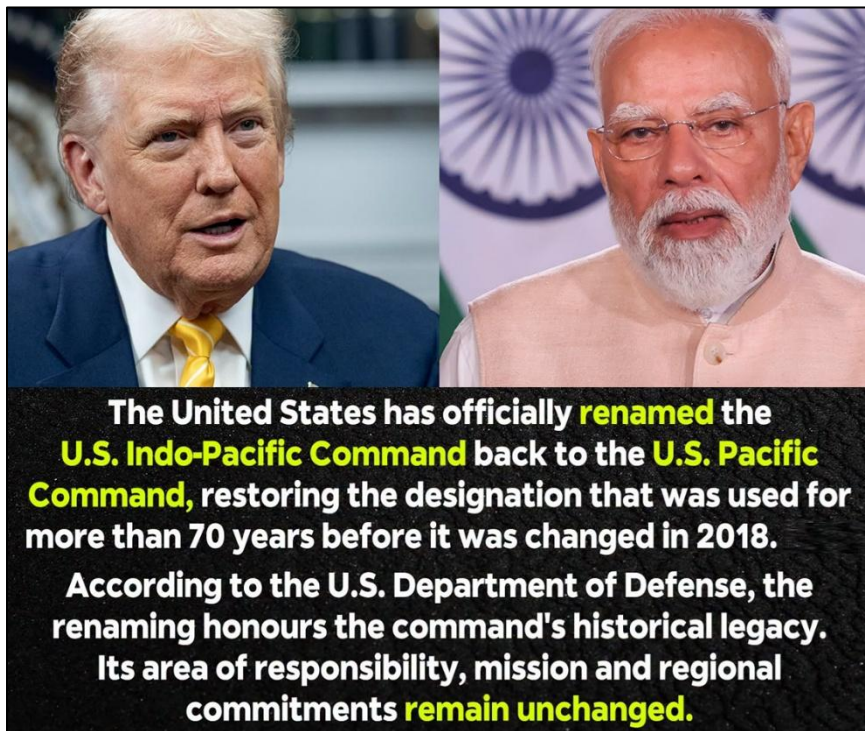 The United States has officially renamed the
U.S. Indo-Pacific Command back to the U.S. Pacific
Command, restoring the designation that was used for
more than 70 years before it was changed in 2018.
According to the U.S. Department of Defense, the
renaming honours the command's historical legacy.
Its area of responsibility, mission and regional
commitments remain unchanged.